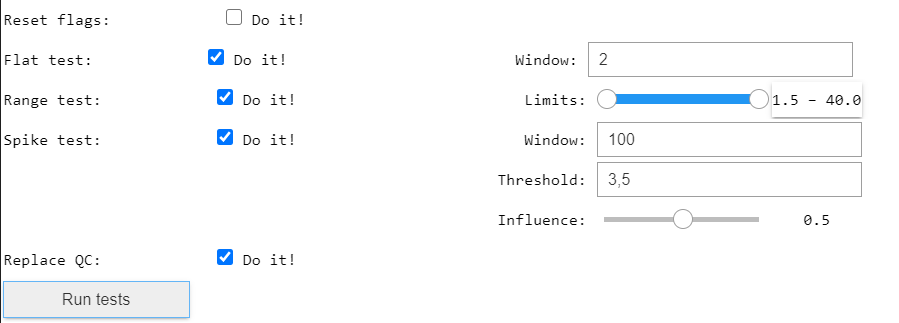 Reset flags: Do it!
Flat test: Do it! Window: 2
Range test: Do it! Limits: 1.5 – 40.0
Spike test: Do it! Window: 100
Threshold: 3,5
Influence: 0.5
Replace QC: Do it!
Run tests